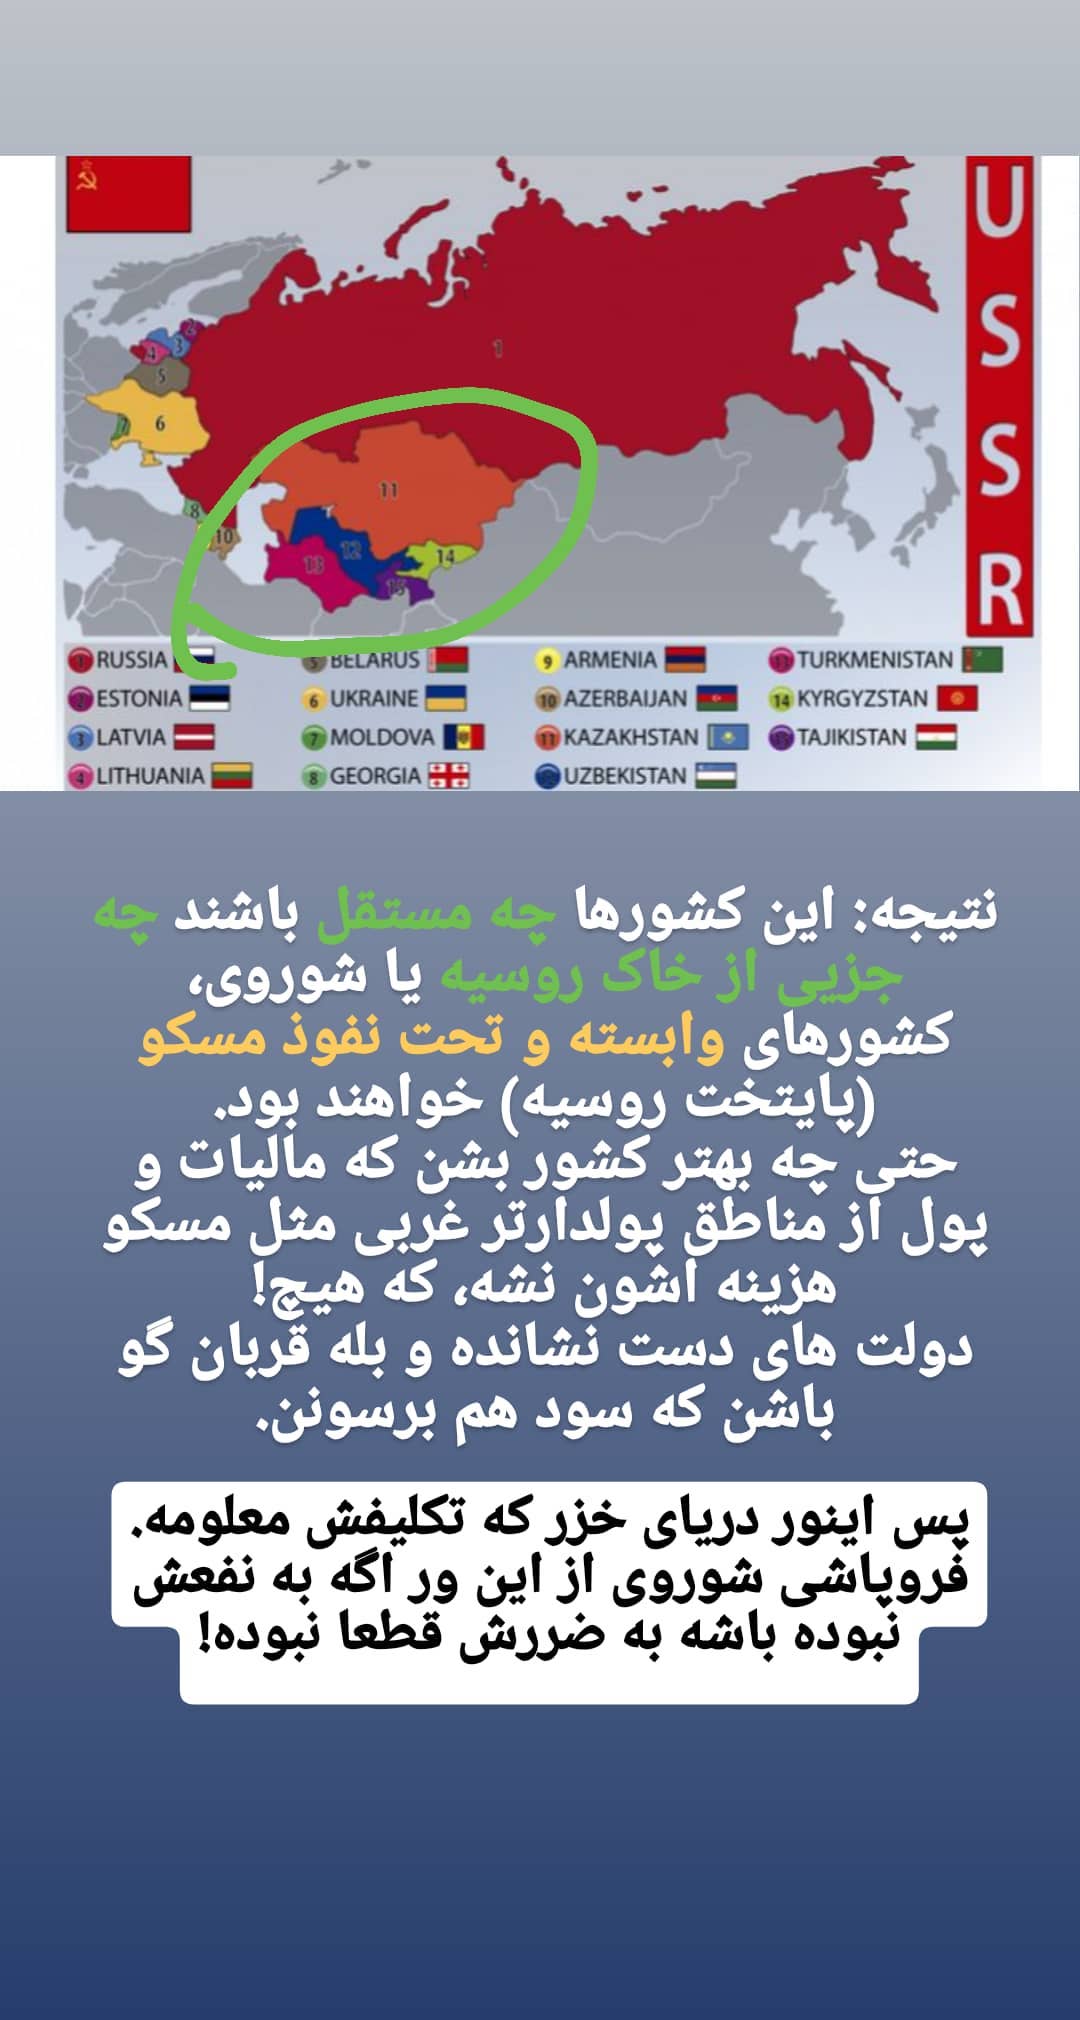 U
S
S
R
1
2
3
4
5
6
7
8
10
11
12
13
14
15
1 RUSSIA
2 ESTONIA
3 LATVIA
4 LITHUANIA
5 BELARUS
6 UKRAINE
7 MOLDOVA
8 GEORGIA
9 ARMENIA
10 AZERBAIJAN
11 KAZAKHSTAN
12 UZBEKISTAN
13 TURKMENISTAN
14 KYRGYZSTAN
15 TAJIKISTAN
نتیجه: این کشورها چه مستقل باشند چه
جزیی از خاک روسیه یا شوروی،
کشورهای وابسته و تحت نفوذ مسکو
(پایتخت روسیه) خواهند بود.
حتی چه بهتر کشور بشن که مالیات و
پول از مناطق پولدارتر غربی مثل مسکو
هزینه اشون نشه، که هیچ!
دولت های دست نشانده و بله قربان گو
باشن که سود هم برسونن.
پس اینور دریای خزر که تکلیفش معلومه.
فروپاشی شوروی از این ور اگه به نفعش
نبوده باشه به ضررش قطعا نبوده!